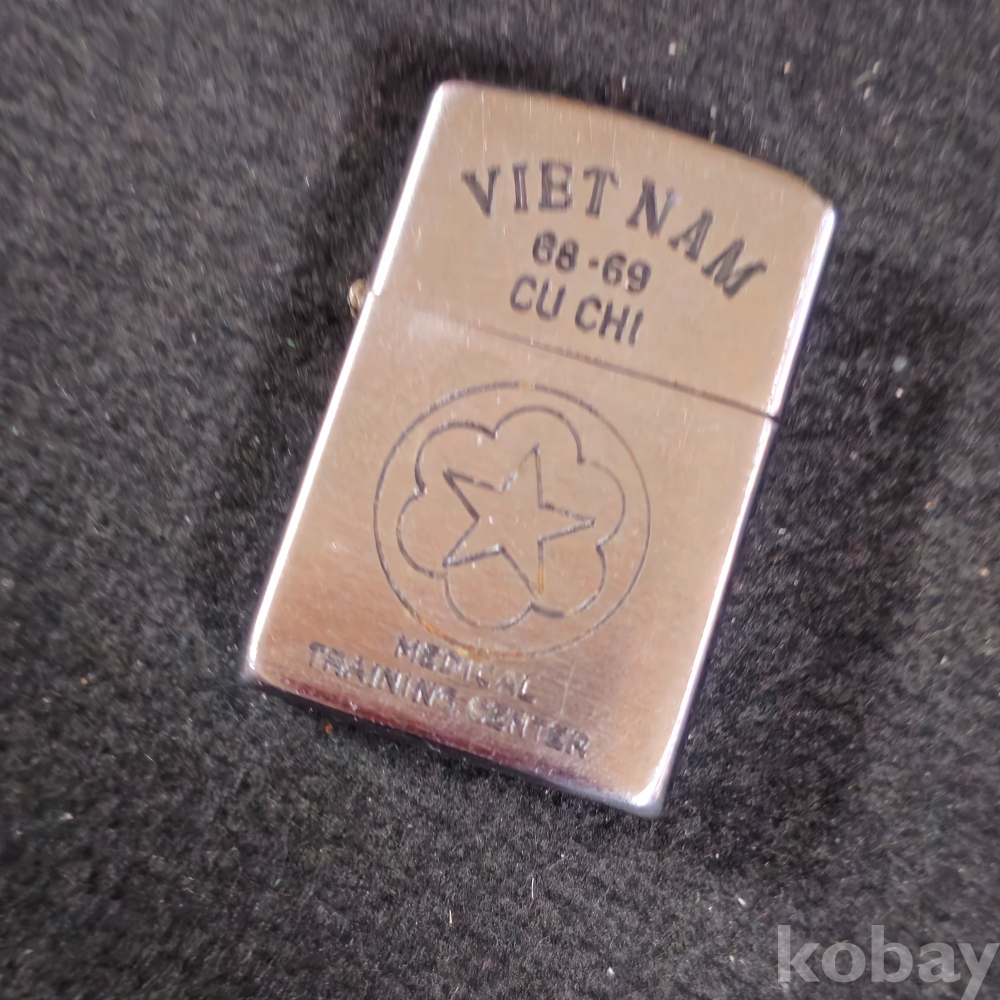 VIETNAM
68-69
CU CHI
MEDICAL
TRAINING CENTER
kobay